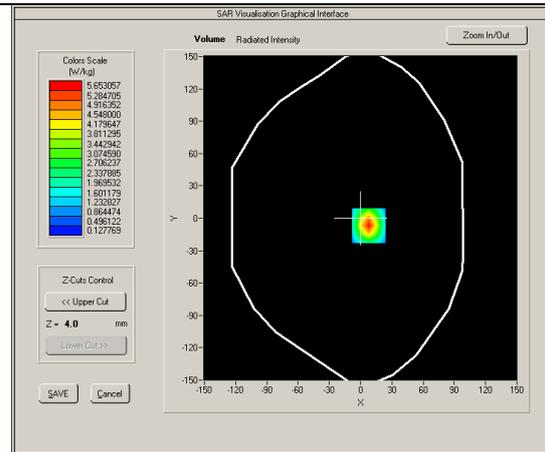 SAR Visualisation Graphical Interface
Volume Radiated Intensity
Zoom In/Out
Colors Scale
(W/kg)
5.653057
5.284705
4.916352
4.548000
4.179647
3.811295
3.442942
3.074590
2.706237
2.337885
1.969532
1.601179
1.232827
0.864474
0.496122
0.127769
Z-Cuts Control
<< Upper Cut
Z = 4.0 mm
Lower Cut >>
SAVE Cancel
150
120
90
60
30
0
-30
-60
-90
-120
-150
Y
-150 -120 -90 -60 -30 0 30 60 90 120 150
X